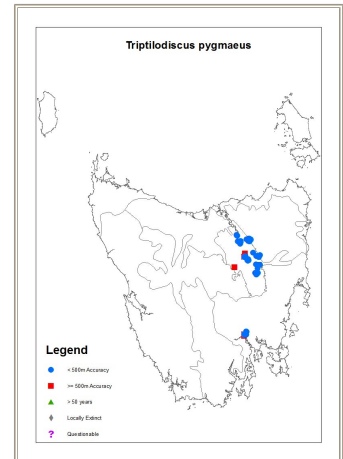 Triptilodiscus pygmaeus
Legend
< 500m Accuracy
>= 500m Accuracy
> 50 years
Locally Extinct
? Questionable